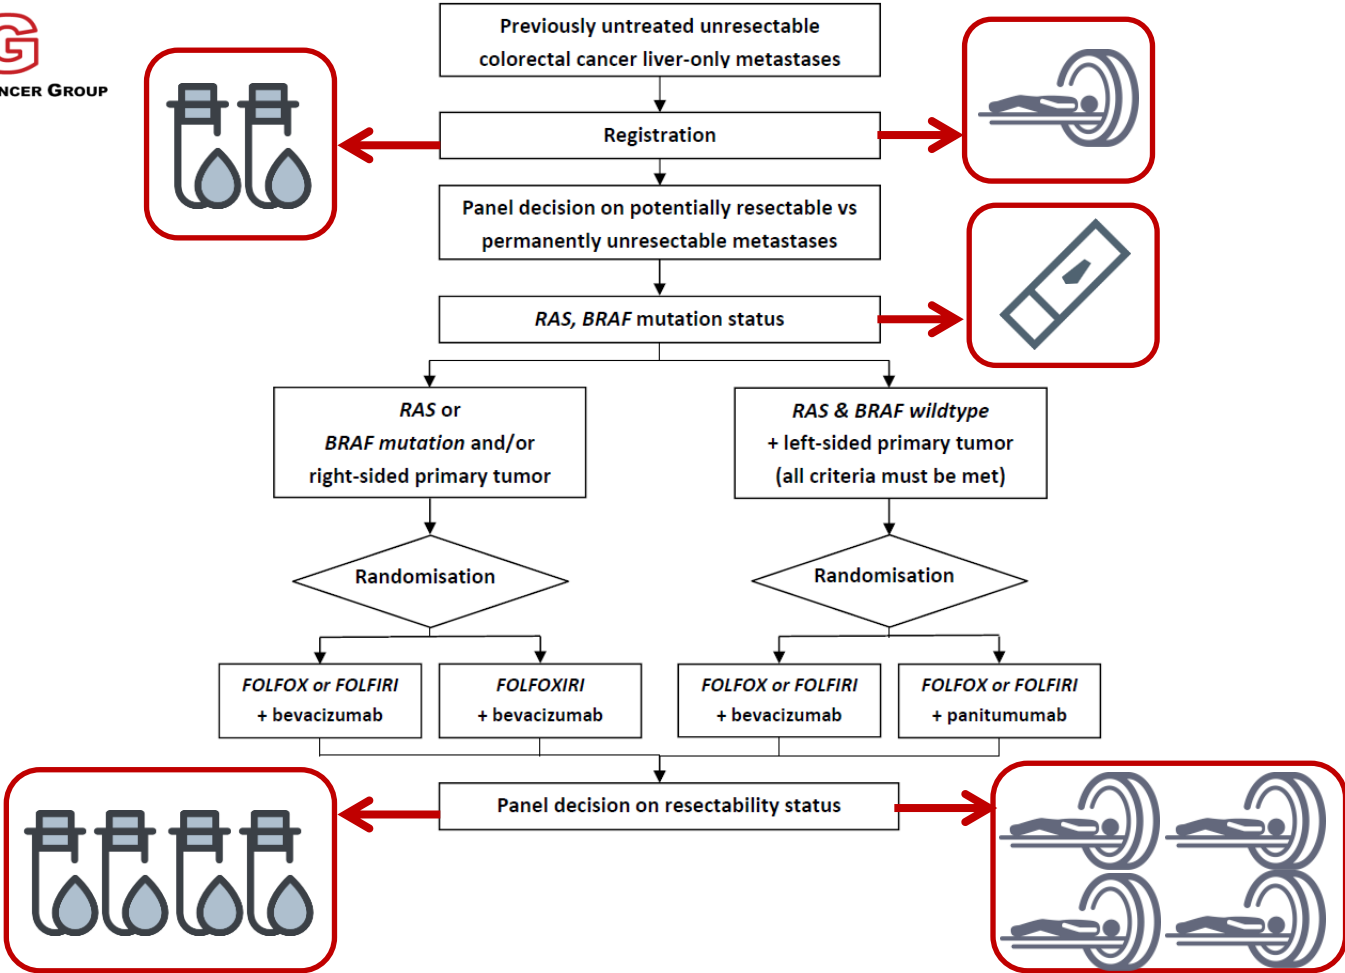 G
NCER GROUP
Previously untreated unresectable
colorectal cancer liver-only metastases
Registration
Panel decision on potentially resectable vs
permanently unresectable metastases
RAS, BRAF mutation status
RAS or
BRAF mutation and/or
right-sided primary tumor
RAS & BRAF wildtype
+ left-sided primary tumor
(all criteria must be met)
Randomisation
Randomisation
FOLFOX or FOLFIRI
+ bevacizumab
FOLFOXIRI
+ bevacizumab
FOLFOX or FOLFIRI
+ bevacizumab
FOLFOX or FOLFIRI
+ panitumumab
Panel decision on resectability status